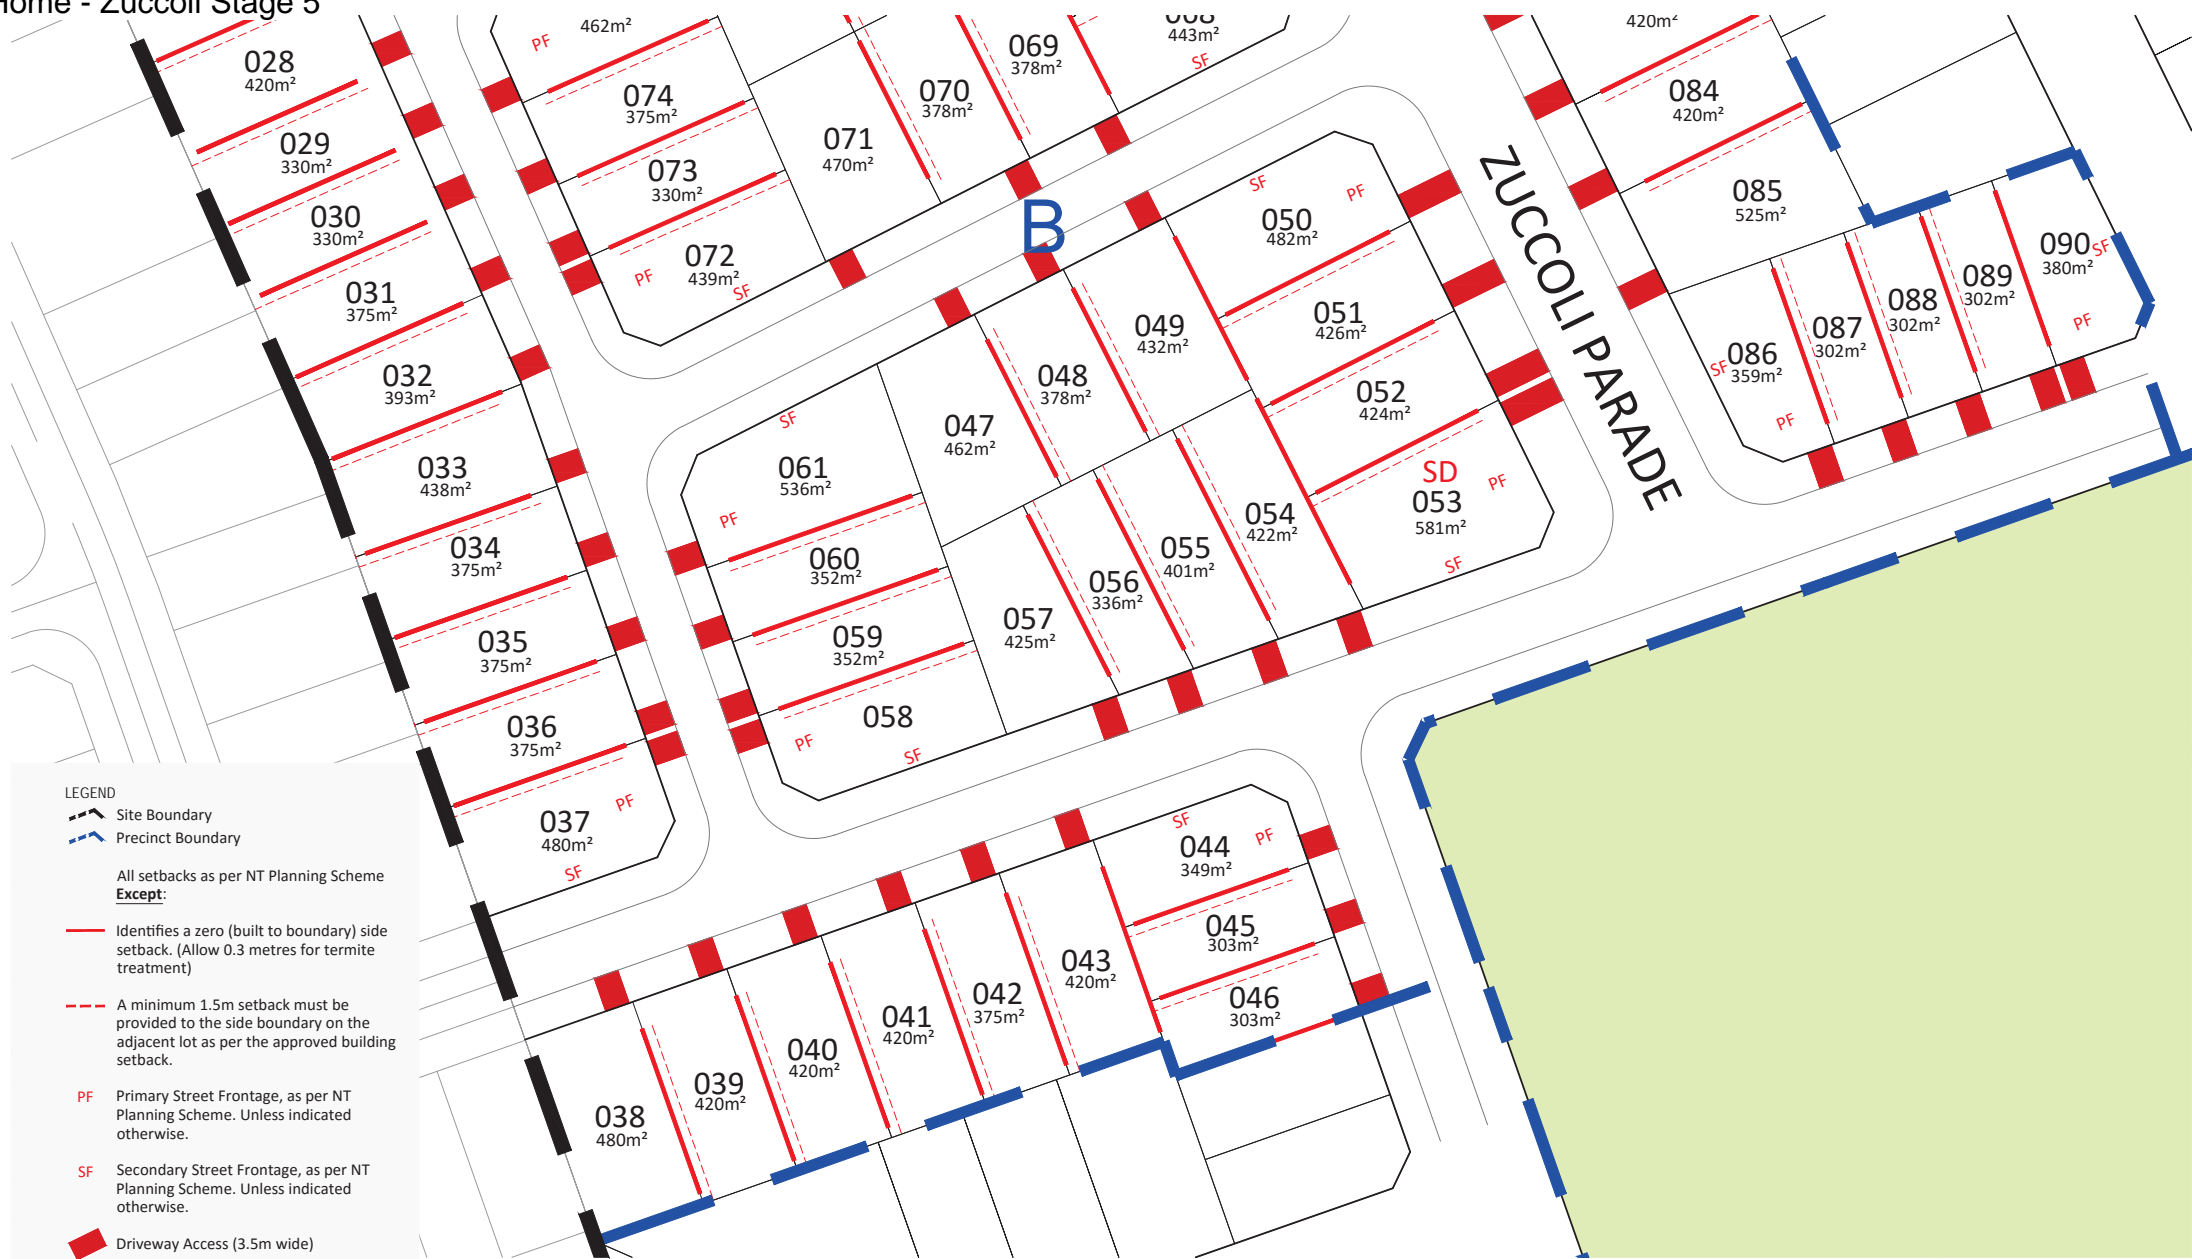 Home - Zuccoli Stage 5
028
420m²
029
330m²
030
330m²
031
375m²
032
393m²
033
438m²
034
375m²
035
375m²
036
375m²
037
480m²
PF
SF
PF
462m²
074
375m²
073
330m²
072
439m²
PF
SF
071
470m²
070
378m²
069
378m²
008
443m²
SF
B
050
482m²
SF
PF
051
426m²
052
424m²
SD
053
581m²
PF
SF
049
432m²
048
378m²
047
462m²
061
536m²
SF
PF
060
352m²
059
352m²
058
PF
SF
057
425m²
056
336m²
055
401m²
054
422m²
ZUCCOLI PARADE
420m²
084
420m²
085
525m²
086
359m²
SF
PF
087
302m²
088
302m²
089
302m²
090
380m²
SF
PF
044
349m²
SF
PF
045
303m²
046
303m²
043
420m²
042
375m²
041
420m²
040
420m²
039
420m²
038
480m²
LEGEND
Site Boundary
Precinct Boundary
All setbacks as per NT Planning Scheme
Except:
Identifies a zero (built to boundary) side
setback. (Allow 0.3 metres for termite
treatment)
A minimum 1.5m setback must be
provided to the side boundary on the
adjacent lot as per the approved building
setback.
PF Primary Street Frontage, as per NT
Planning Scheme. Unless indicated
otherwise.
SF Secondary Street Frontage, as per NT
Planning Scheme. Unless indicated
otherwise.
Driveway Access (3.5m wide)